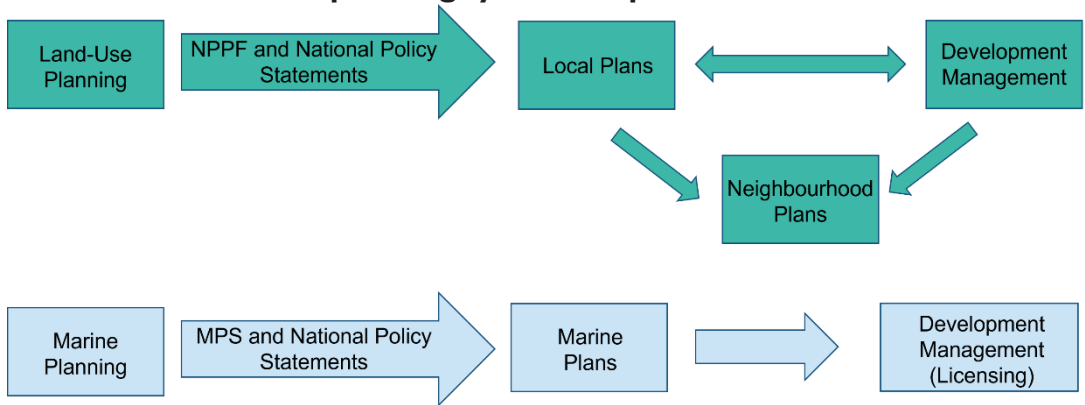 Land-Use
Planning
NPPF and National Policy
Statements
Local Plans
Development
Management
Neighbourhood
Plans
Marine
Planning
MPS and National Policy
Statements
Marine
Plans
Development
Management
(Licensing)